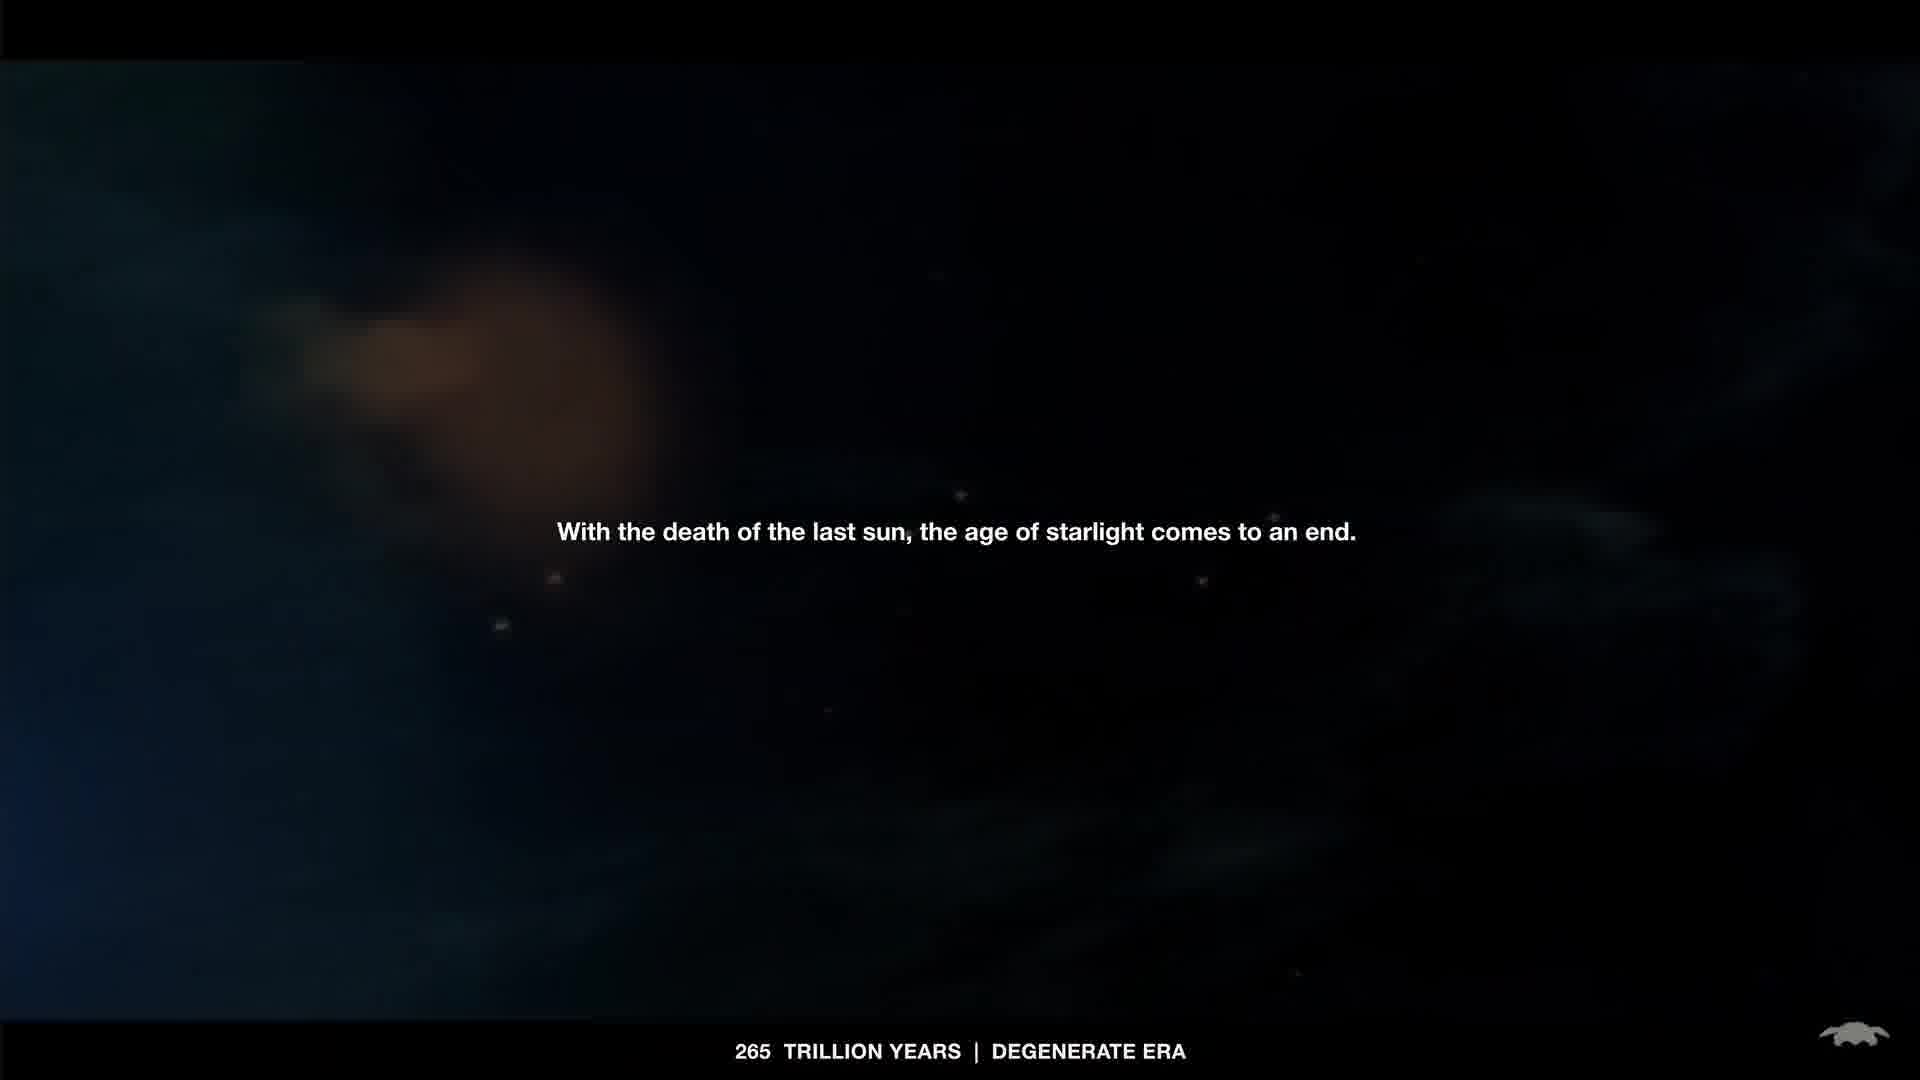 With the death of the last sun, the age of starlight comes to an end.
265 TRILLION YEARS | DEGENERATE ERA